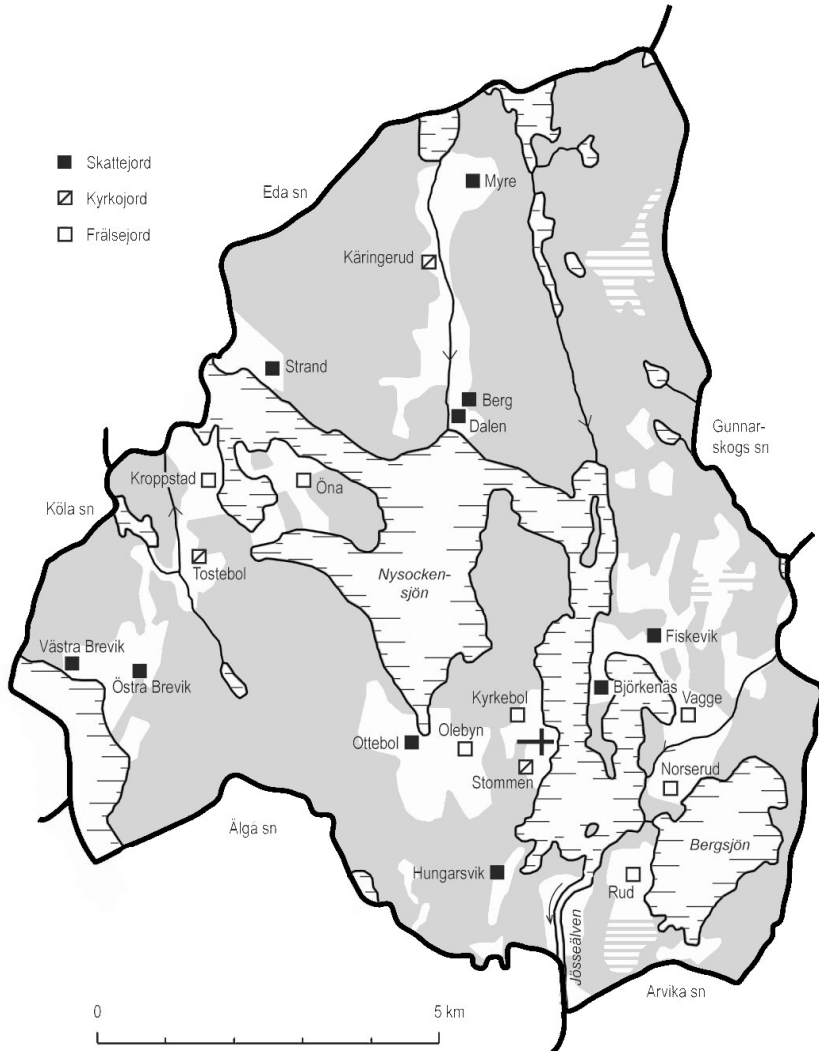 Skattejord
Kyrkojord
Frälsejord
Eda sn
Myre
Käringerud
Strand
Berg
Dalen
Gunnar-
skogs sn
Kroppstad
Öna
Köla sn
Tostebol
Nysocken-
sjön
Västra Brevik
Östra Brevik
Fiskevik
Björkenäs
Vagge
Kyrkebol
Ottebol
Olebyn
Stommen
Norserud
Älgå sn
Bergsjön
Hungarsvik
Rud
Jösseälven
Arvika sn
0
5 km